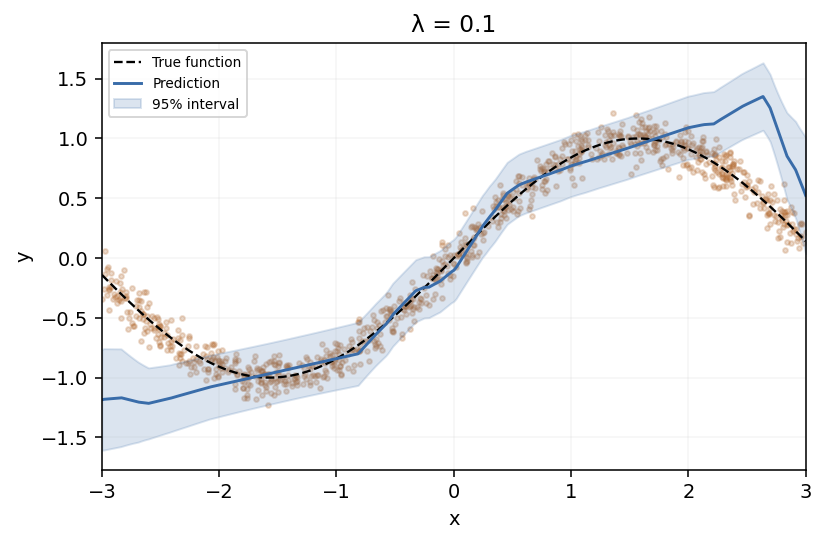 λ = 0.1
True function
Prediction
95% interval
1.5
1.0
0.5
0.0
−0.5
−1.0
−1.5
y
−3 −2 −1 0 1 2 3
x